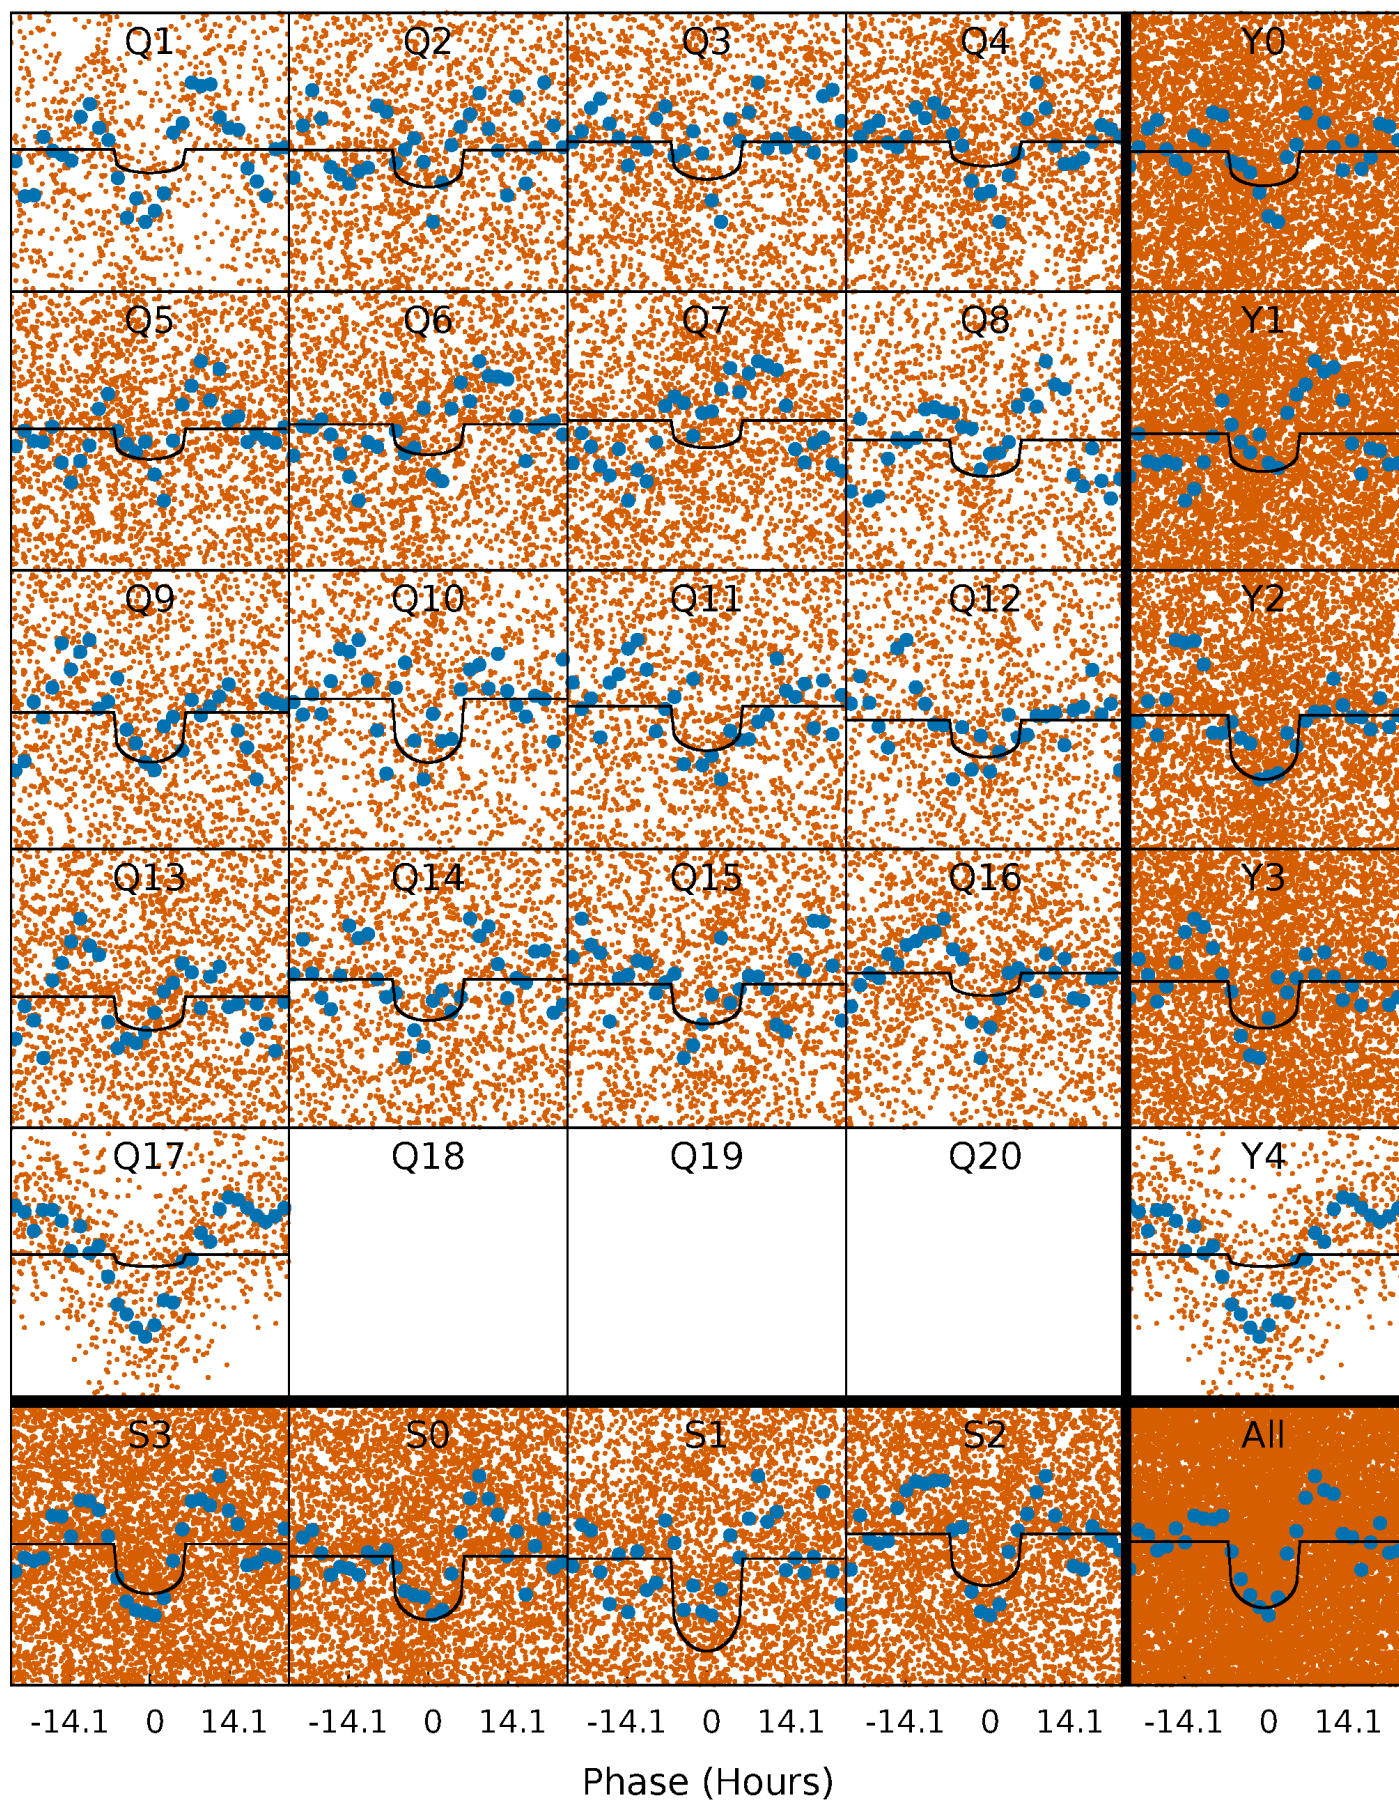 Q1 Q2 Q3 Q4 Y0
Q5 Q6 Q7 Q8 Y1
Q9 Q10 Q11 Q12 Y2
Q13 Q14 Q15 Q16 Y3
Q17 Q18 Q19 Q20 Y4
S3 S0 S1 S2 All
-14.1 0 14.1 -14.1 0 14.1 -14.1 0 14.1 -14.1 0 14.1 -14.1 0 14.1
Phase (Hours)